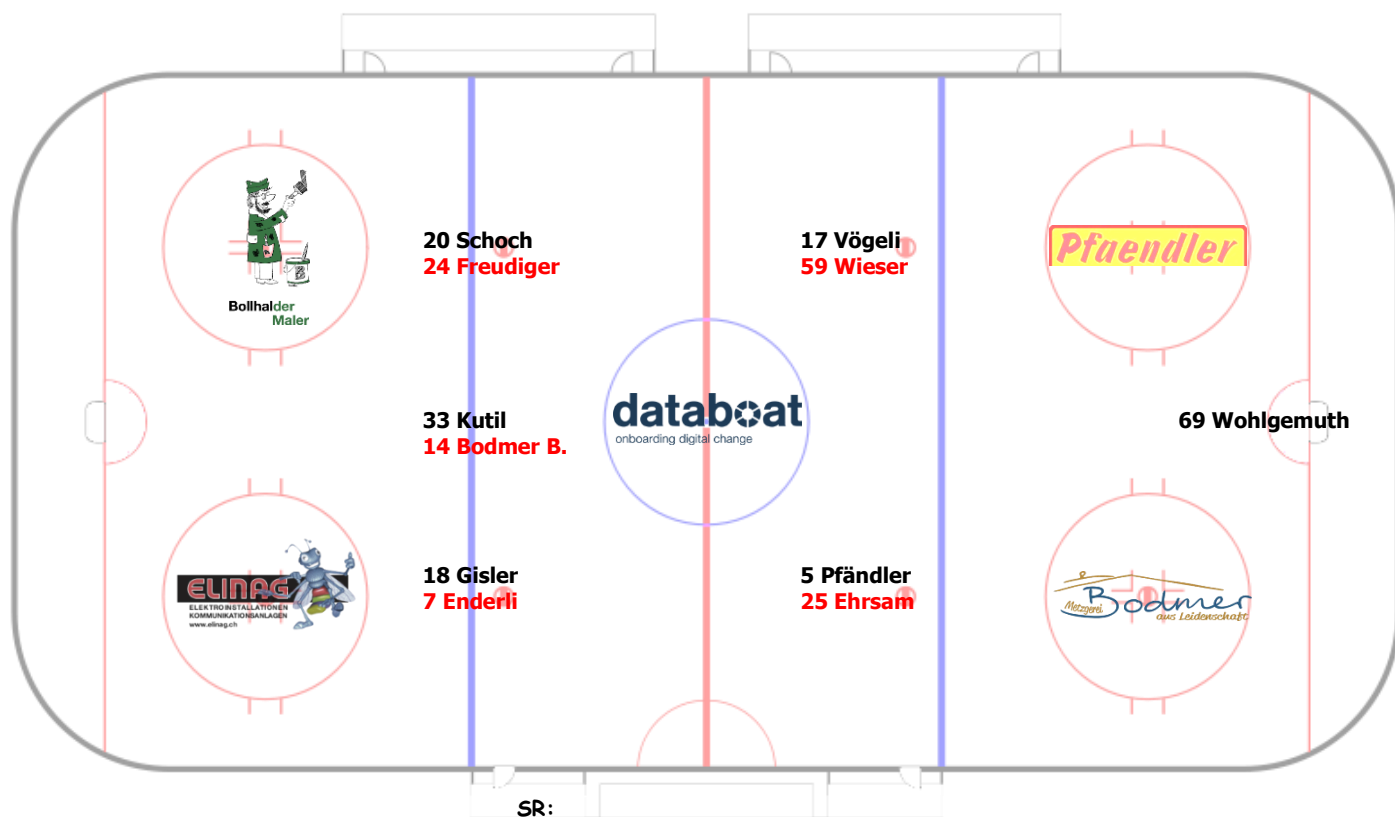 20 Schoch
24 Freudiger
17 Vögeli
59 Wieser
Pfaendler
Bollhalder
Maler
databoat
onboarding digital change
33 Kutil
14 Bodmer B.
69 Wohlgemuth
18 Gisler
7 Enderli
5 Pfändler
25 Ehrsam
ELINAG
ELEKTROINSTALLATIONEN
KOMMUNIKATIONSANLAGEN
www.elinag.ch
Metzgerei
Bodmer
aus Leidenschaft
SR: